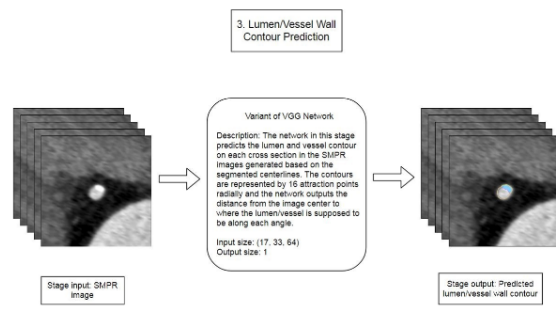 3. Lumen/Vessel Wall
Contour Prediction
Variant of VGG Network
Description: The network in this stage
predicts the lumen and vessel contour
on each cross section in the SMPR
images generated based on the
segmented centerlines. The contours
are represented by 16 attraction points
radially and the network outputs the
distance from the image center to
where the lumen/vessel is supposed to
be along each angle.
Input size: (17, 33, 64)
Output size: 1
Stage input: SMPR
image
Stage output: Predicted
lumen/vessel wall contour